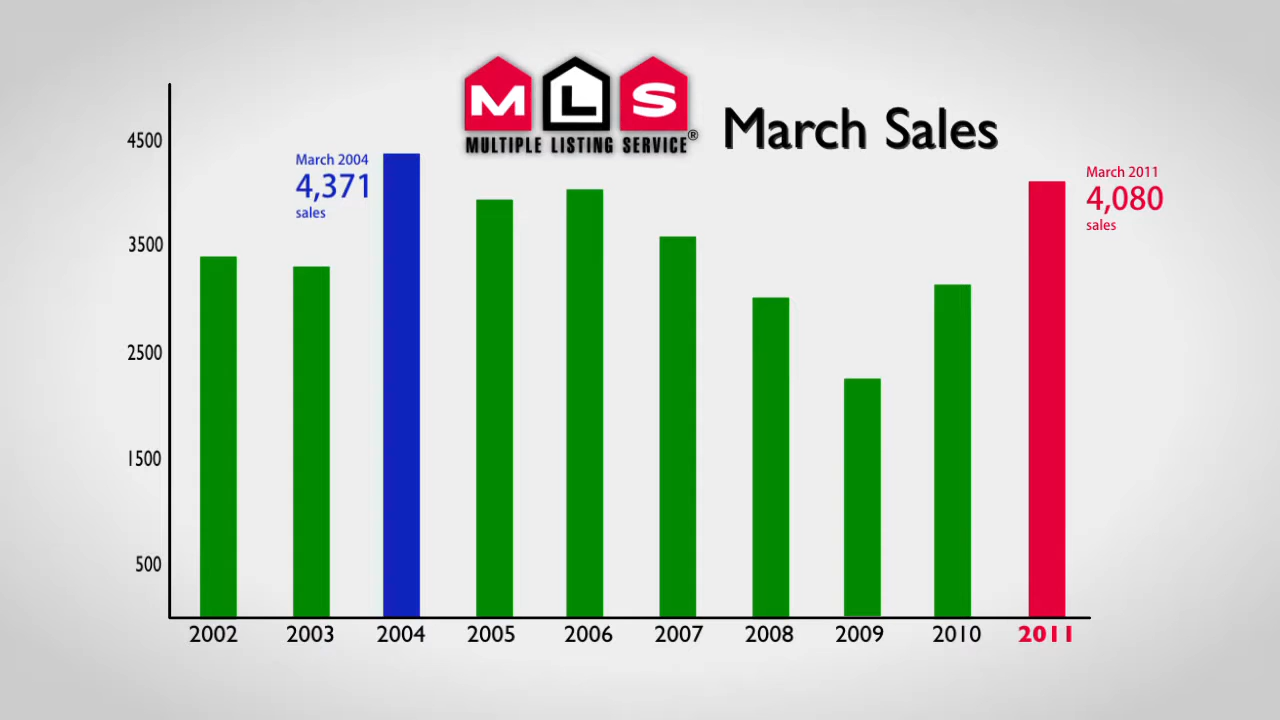 M L S
MULTIPLE LISTING SERVICE®
March Sales
4500
3500
2500
1500
500
March 2004
4,371
sales
March 2011
4,080
sales
2002 2003 2004 2005 2006 2007 2008 2009 2010 2011